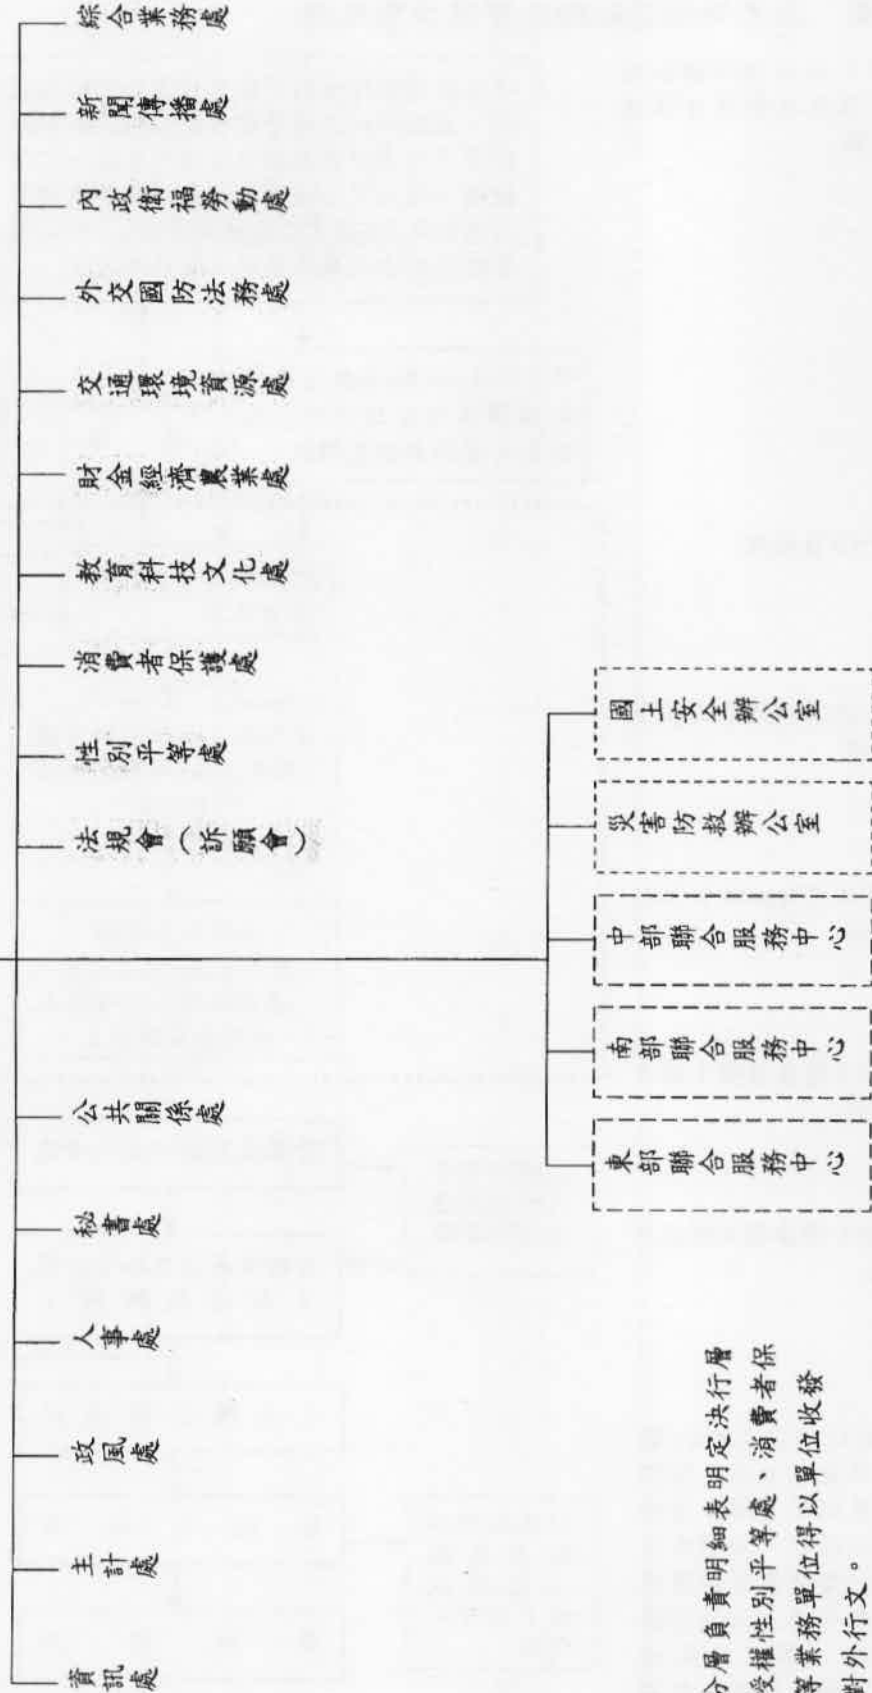 綜合業務處
新聞傳播處
內政衛福勞動處
外交國防法務處
交通環境資源處
財金經濟農業處
教育科技文化處
消費者保護處
性別平等處
法規會（訴願會）
公共關係處
秘書處
人事處
政風處
主計處
資訊處
國土安全辦公室
災害防救辦公室
中部聯合服務中心
南部聯合服務中心
東部聯合服務中心
分層負責明細表明定決行層
受權性別平等處、消費者保
等業務單位得以單位收發
對外行文。